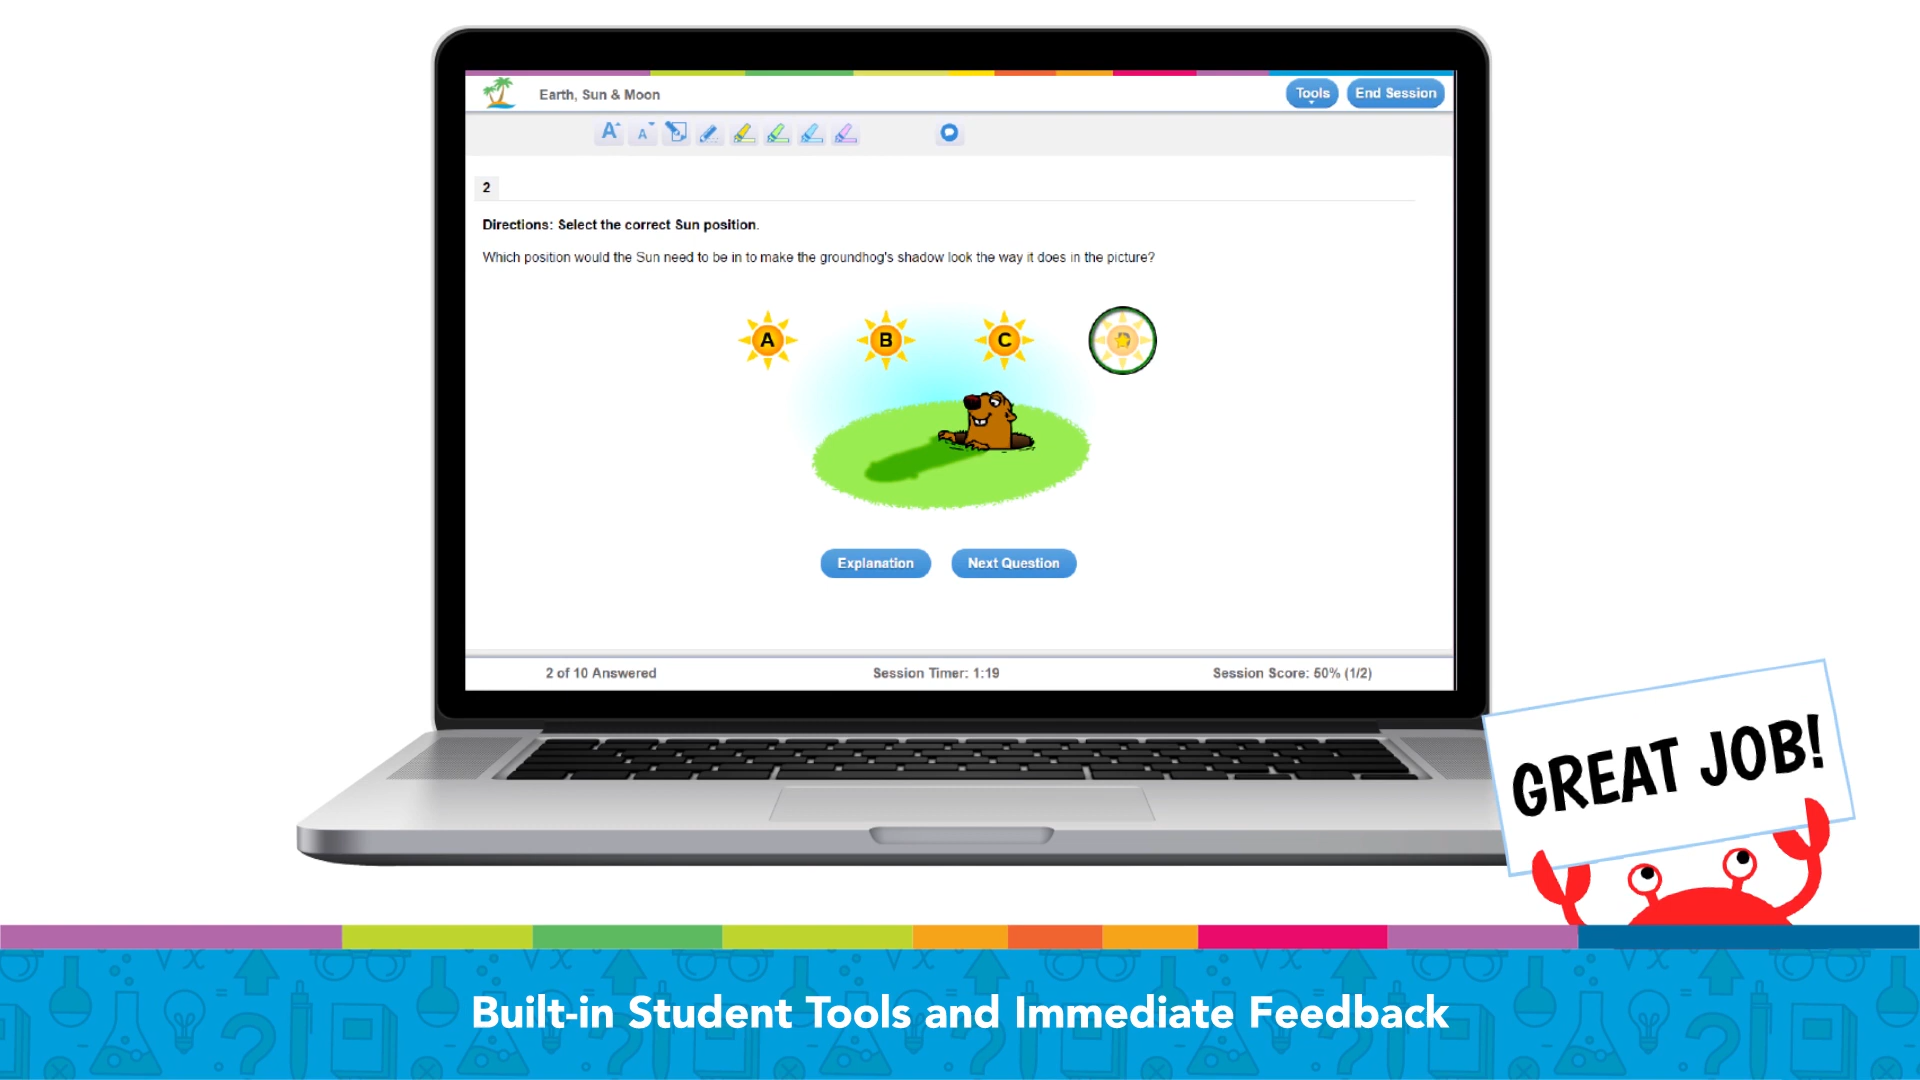 Earth, Sun & Moon
Tools
End Session
A
A
2
Directions: Select the correct Sun position.
Which position would the Sun need to be in to make the groundhog's shadow look the way it does in the picture?
A
B
C
D
Explanation
Next Question
2 of 10 Answered
Session Timer: 1:19
Session Score: 50% (1/2)
GREAT JOB!
Built-in Student Tools and Immediate Feedback